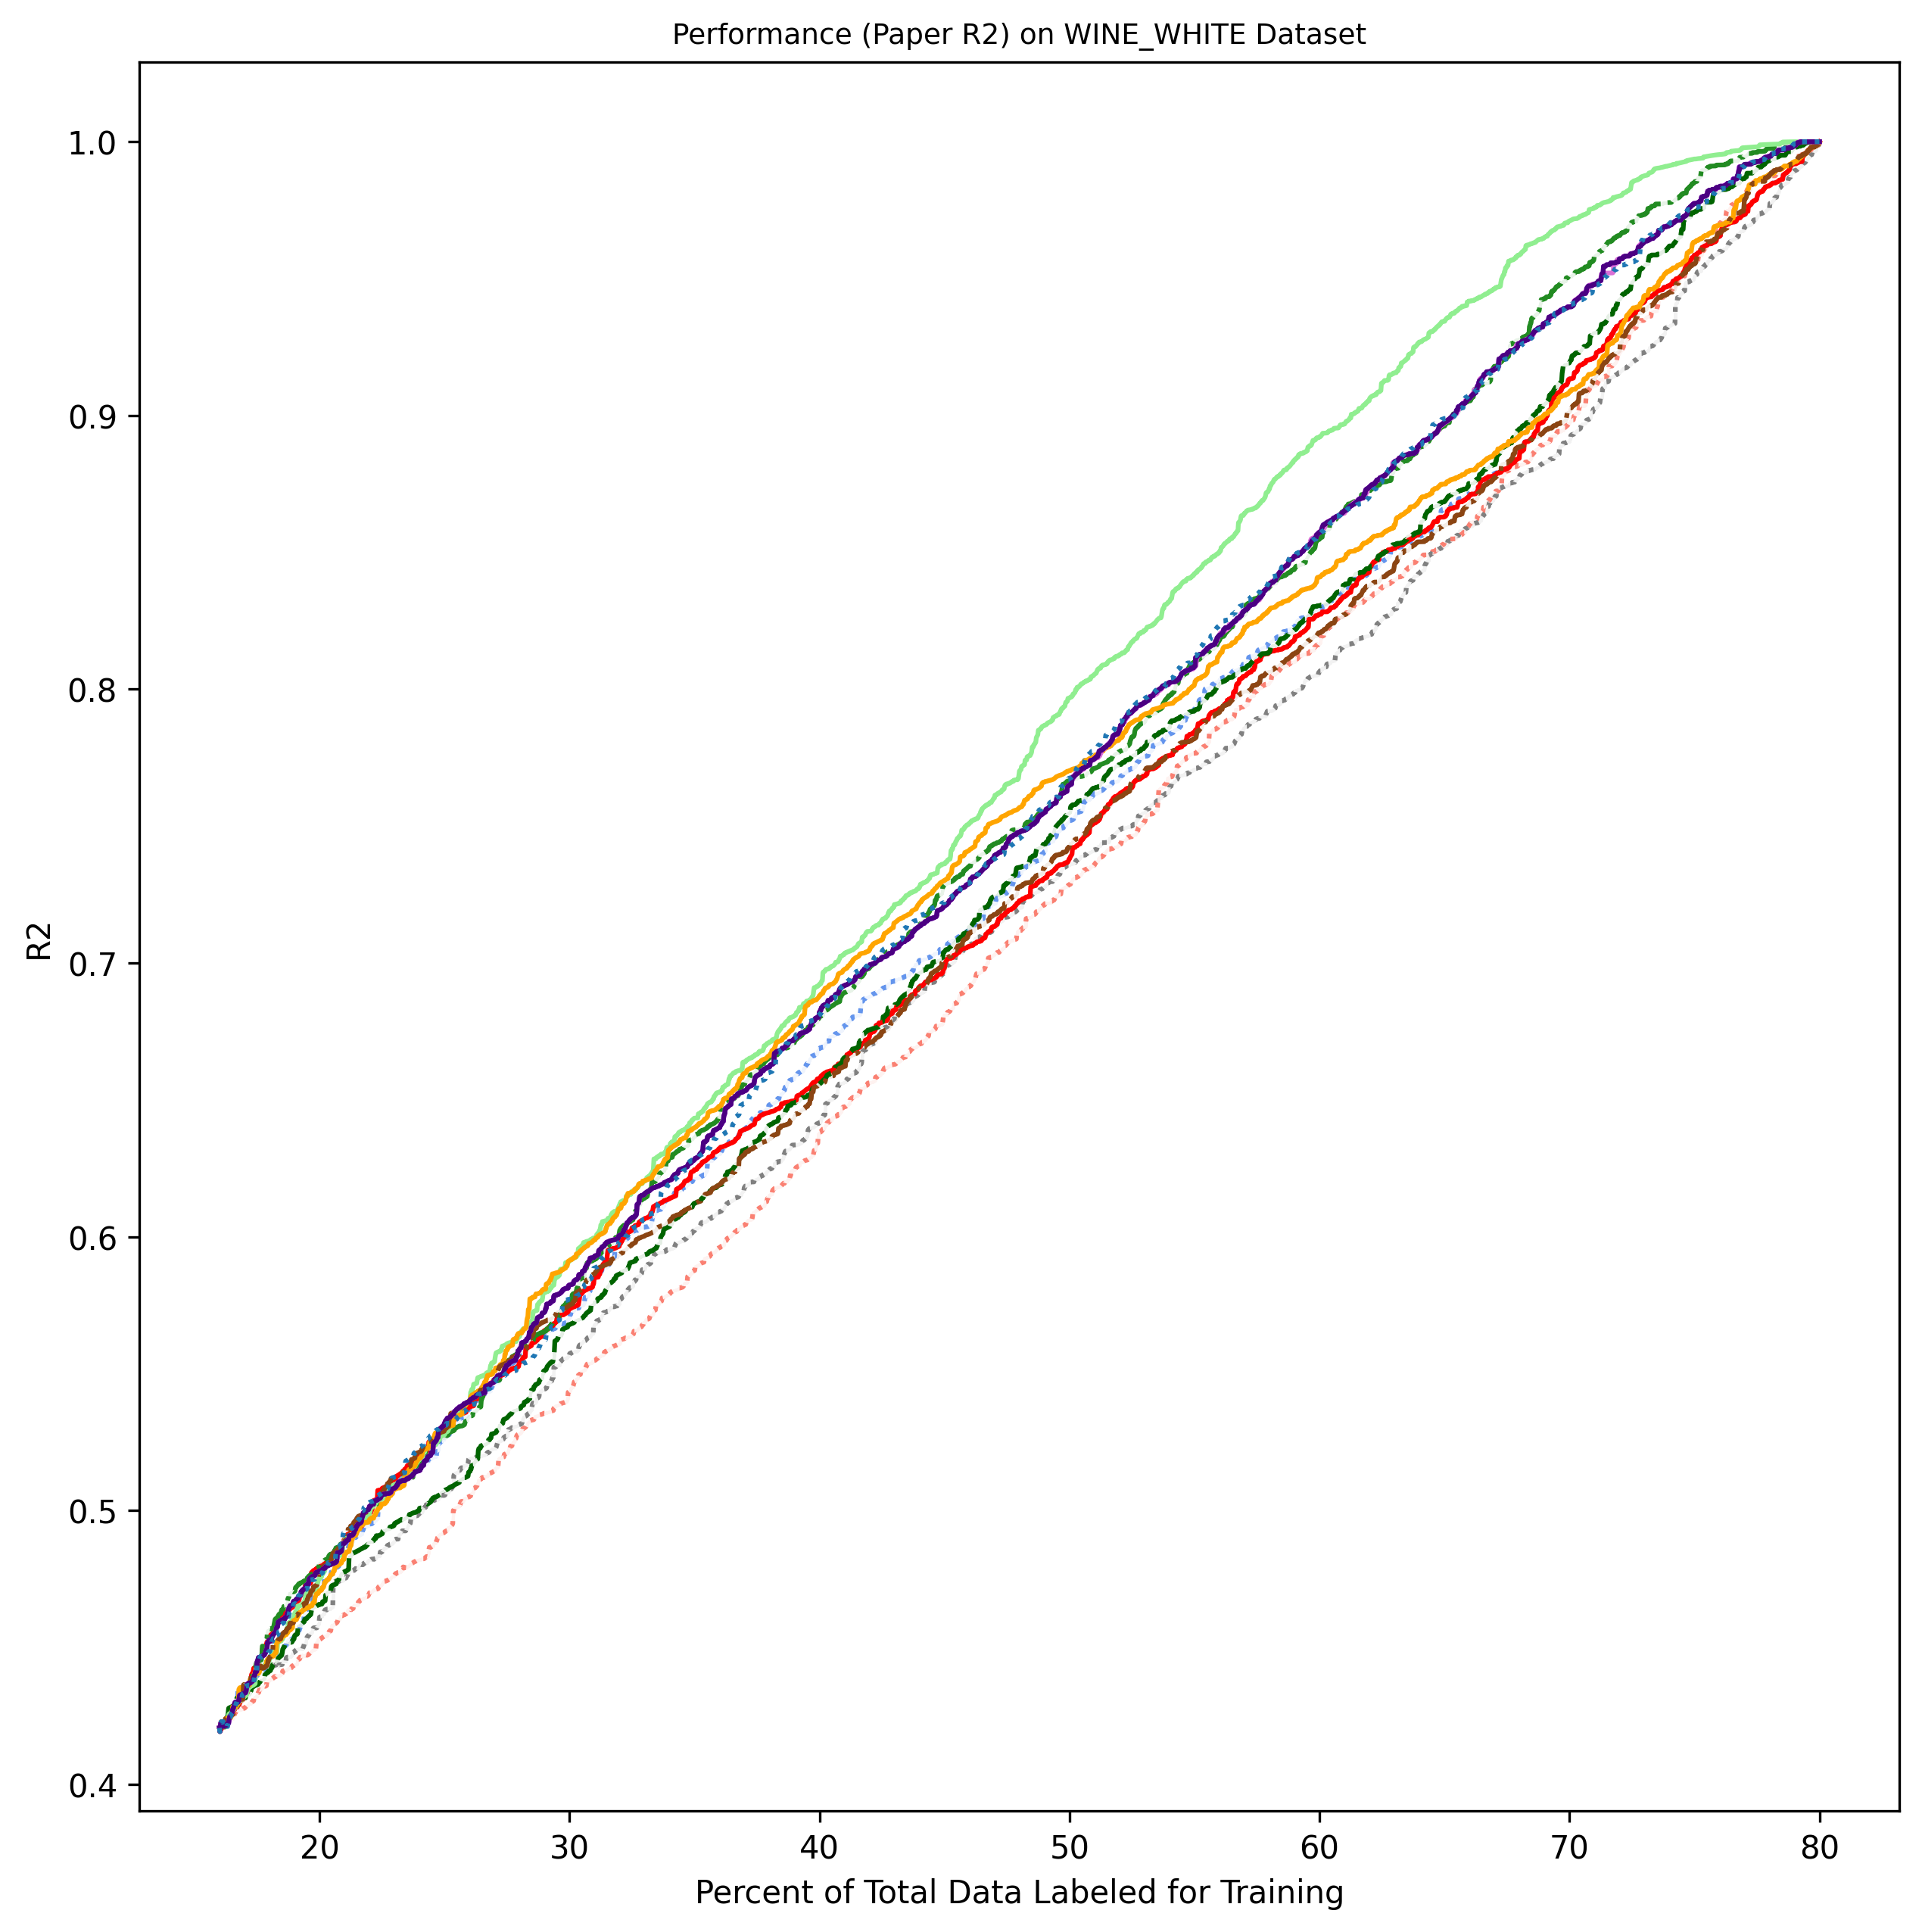 Performance (Paper R2) on WINE_WHITE Dataset
1.0
0.9
0.8
0.7
0.6
0.5
0.4
R2
20 30 40 50 60 70 80
Percent of Total Data Labeled for Training